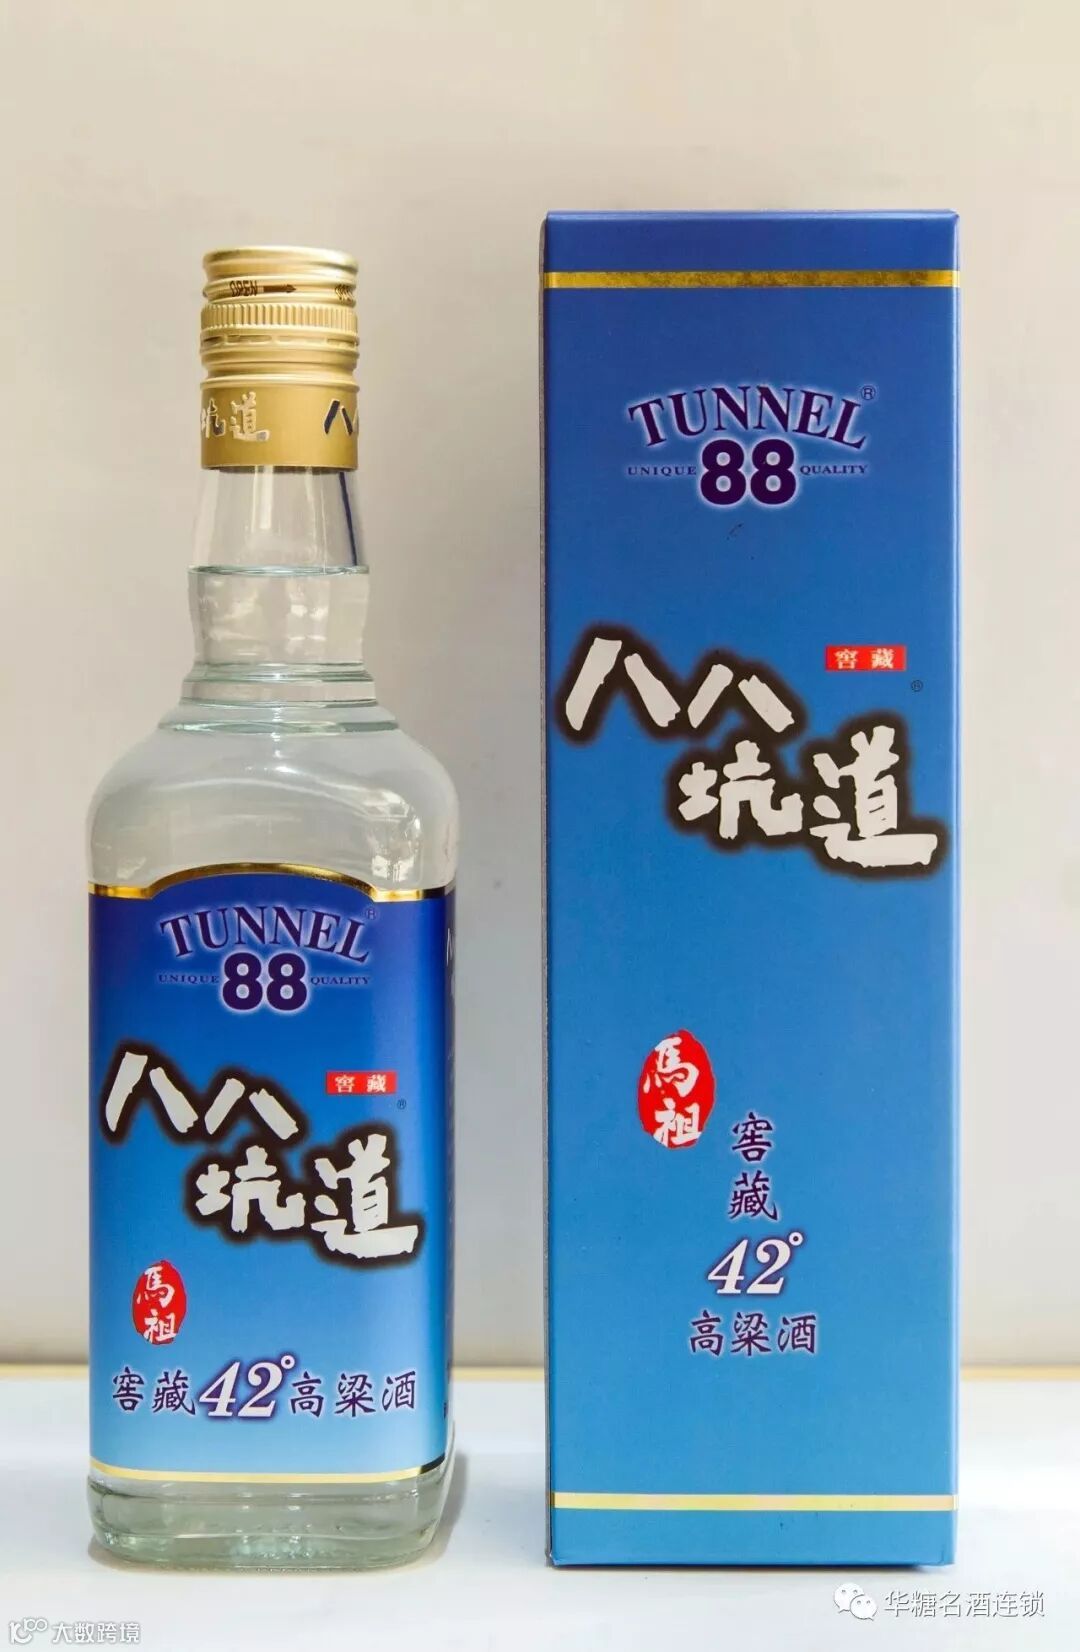 OPEN
坑道 八
TUNNEL®
UNIQUE 88 QUALITY
八八
窖藏
®
坑道
馬祖
窖藏42°高粱酒
TUNNEL®
UNIQUE 88 QUALITY
八八
窖藏
®
坑道
馬祖
窖
藏
42°
高粱酒
华糖名酒连锁
大数跨境